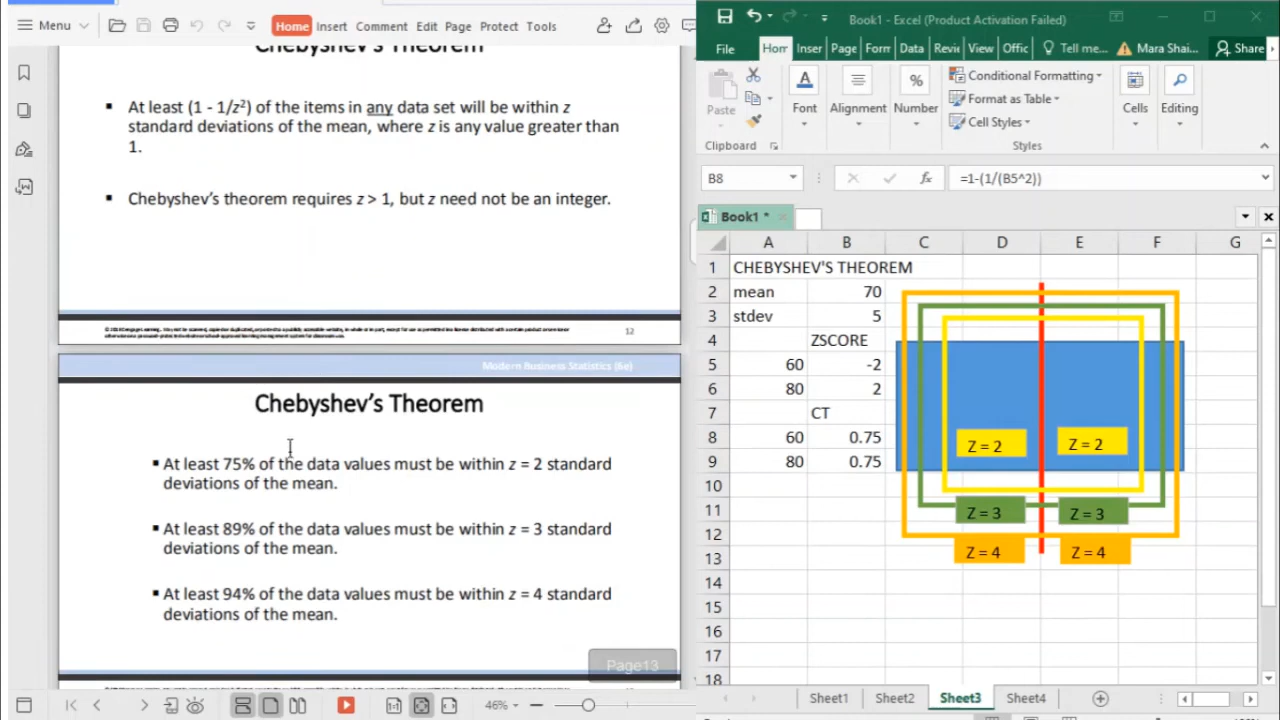 Menu
Home Insert Comment Edit Page Protect Tools
Chebyshev's Theorem
▪ At least (1 - 1/z²) of the items in any data set will be within z
standard deviations of the mean, where z is any value greater than
1.
▪ Chebyshev's theorem requires z > 1, but z need not be an integer.
12
Modern Business Statistics (6e)
Chebyshev's Theorem
▪ At least 75% of the data values must be within z = 2 standard
deviations of the mean.
▪ At least 89% of the data values must be within z = 3 standard
deviations of the mean.
▪ At least 94% of the data values must be within z = 4 standard
deviations of the mean.
Page13
46%
Book1 - Excel (Product Activation Failed)
File Hom Inser Page Form Data Revie View Offic Tell me... Mara Shai... Share
Paste
Font
Alignment
Number
Conditional Formatting
Format as Table
Cell Styles
Cells
Editing
Clipboard
Styles
B8 fx =1-(1/(B5^2))
Book1 *
A B C D E F G
1 CHEBYSHEV'S THEOREM
2 mean 70
3 stdev 5
4 ZSCORE
5 60 -2
6 80 2
7 CT
8 60 0.75
9 80 0.75
10
11
12
13
14
15
16
17
18
Z = 2 Z = 2
Z = 3 Z = 3
Z = 4 Z = 4
Sheet1 Sheet2 Sheet3 Sheet4